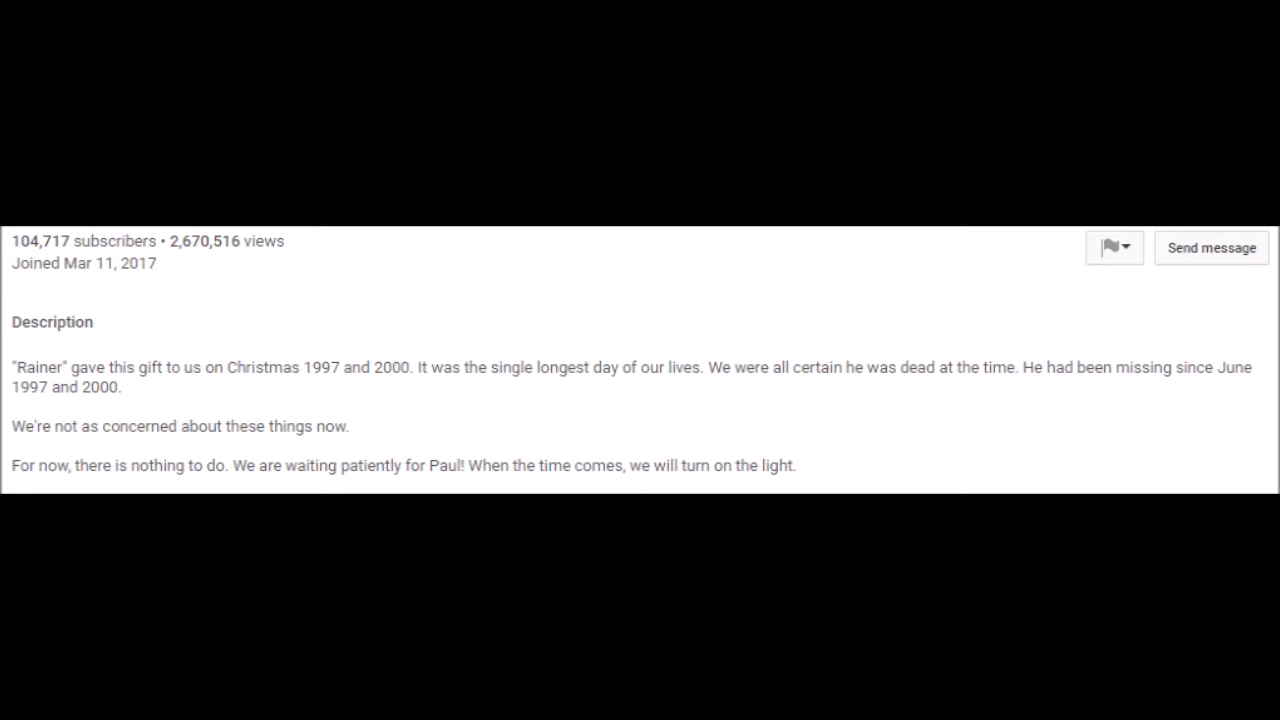 104,717 subscribers • 2,670,516 views
Send message
Joined Mar 11, 2017
Description
"Rainer" gave this gift to us on Christmas 1997 and 2000. It was the single longest day of our lives. We were all certain he was dead at the time. He had been missing since June
1997 and 2000.
We're not as concerned about these things now.
For now, there is nothing to do. We are waiting patiently for Paul! When the time comes, we will turn on the light.